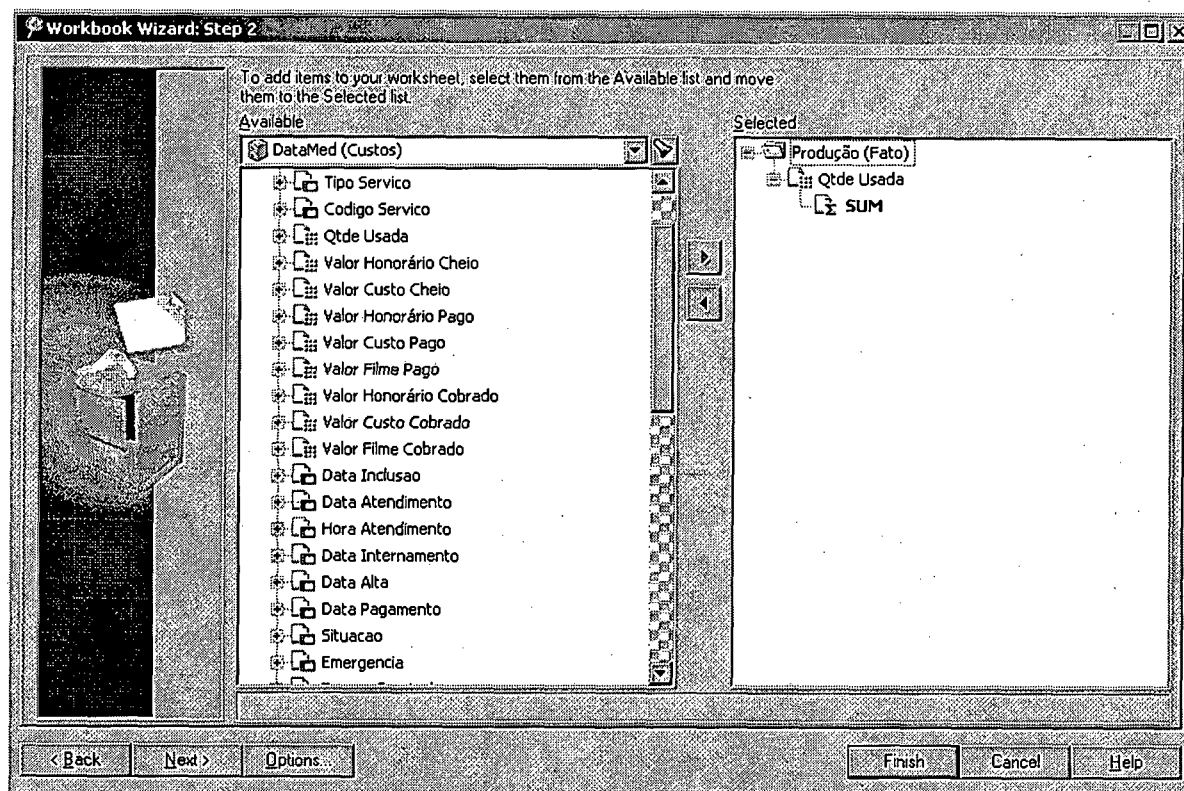 Workbook Wizard: Step 2
To add items to your worksheet, select them from the Available list and move
them to the Selected list.
Available
DataMed (Custos)
Tipo Servico
Codigo Servico
Qtde Usada
Valor Honorário Cheio
Valor Custo Cheio
Valor Honorário Pago
Valor Custo Pago
Valor Filme Pago
Valor Honorário Cobrado
Valor Custo Cobrado
Valor Filme Cobrado
Data Inclusao
Data Atendimento
Hora Atendimento
Data Internamento
Data Alta
Data Pagamento
Situacao
Emergencia
Selected
Produção (Fato)
Qtde Usada
SUM
< Back
Next >
Options...
Finish
Cancel
Help